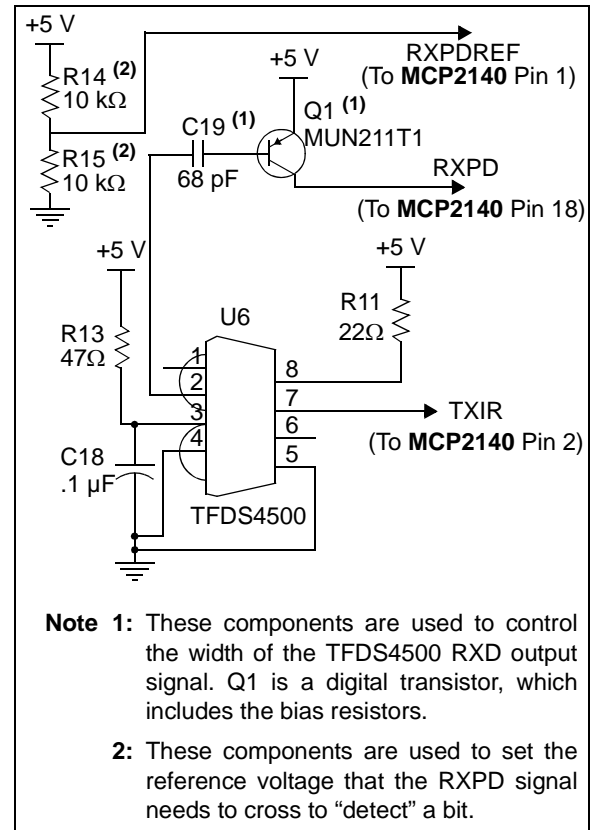 +5 V
RXPDREF
(To MCP2140 Pin 1)
R14 (2)
10 kΩ
+5 V
Q1 (1)
C19 (1)
MUN211T1
R15 (2)
10 kΩ
68 pF
RXPD
(To MCP2140 Pin 18)
+5 V
+5 V
U6
R11
22Ω
R13
47Ω
1
2
3
4
8
7
6
5
TXIR
(To MCP2140 Pin 2)
C18
.1 µF
TFDS4500
Note 1: These components are used to control
the width of the TFDS4500 RXD output
signal. Q1 is a digital transistor, which
includes the bias resistors.
2: These components are used to set the
reference voltage that the RXPD signal
needs to cross to “detect” a bit.